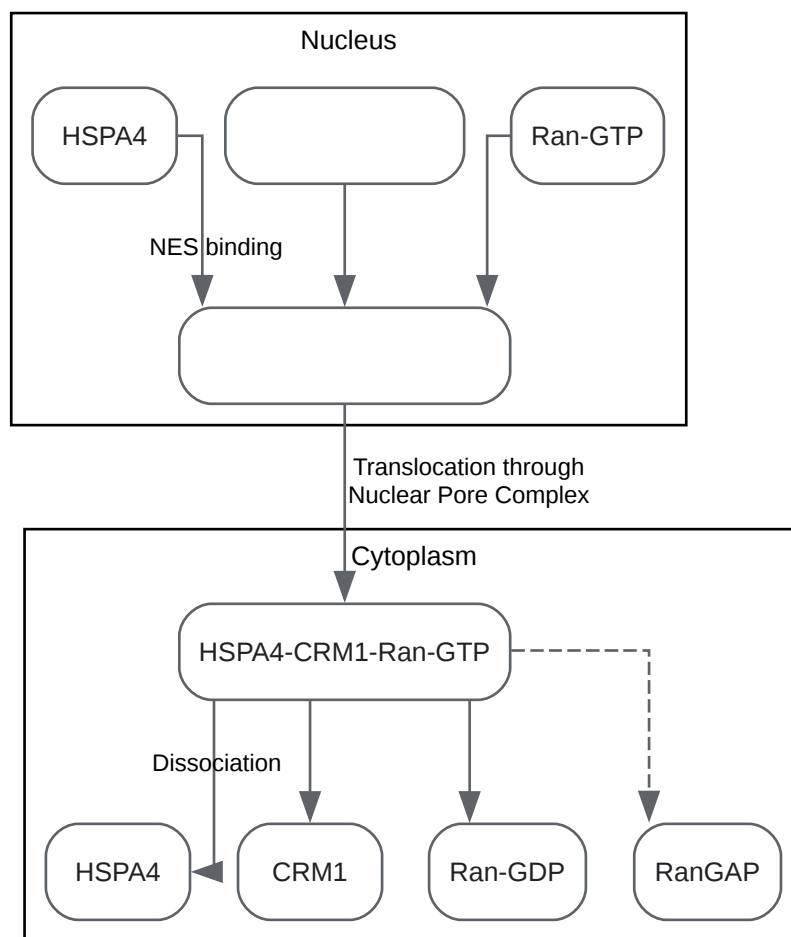 Nucleus
HSPA4
Ran-GTP
NES binding
Translocation through
Nuclear Pore Complex
Cytoplasm
HSPA4-CRM1-Ran-GTP
Dissociation
HSPA4
CRM1
Ran-GDP
RanGAP